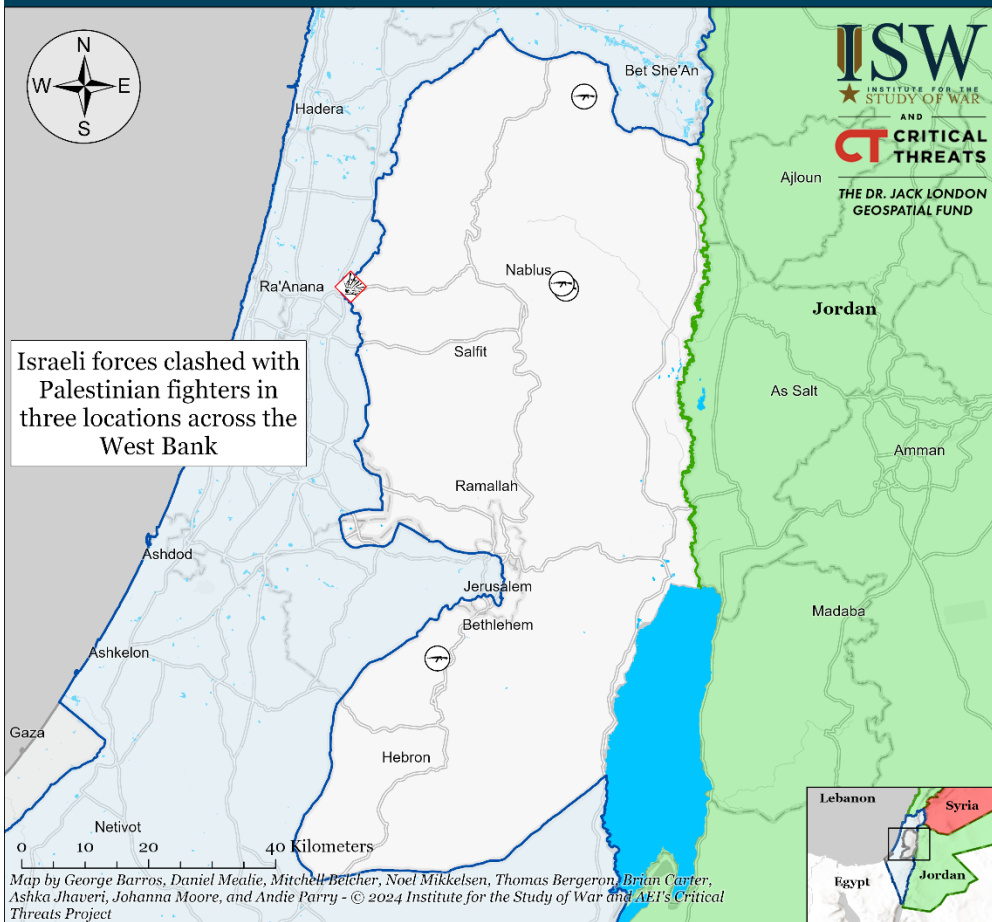 N
W
E
S
Hadera
Bet She'An
ISW
INSTITUTE FOR THE
STUDY OF WAR
AND
CT CRITICAL
THREATS
THE DR. JACK LONDON
GEOSPATIAL FUND
Ajloun
Ra'Anana
Nablus
Jordan
Israeli forces clashed with
Palestinian fighters in
three locations across the
West Bank
Salfit
As Salt
Amman
Ramallah
Ashdod
Jerusalem
Madaba
Bethlehem
Ashkelon
Gaza
Hebron
Netivot
0 10 20 40 Kilometers
Lebanon
Syria
Egypt
Jordan
Map by George Barros, Daniel Mealie, Mitchell Belcher, Noel Mikkelsen, Thomas Bergeron, Brian Carter,
Ashka Jhaveri, Johanna Moore, and Andie Parry - © 2024 Institute for the Study of War and AEI's Critical
Threats Project